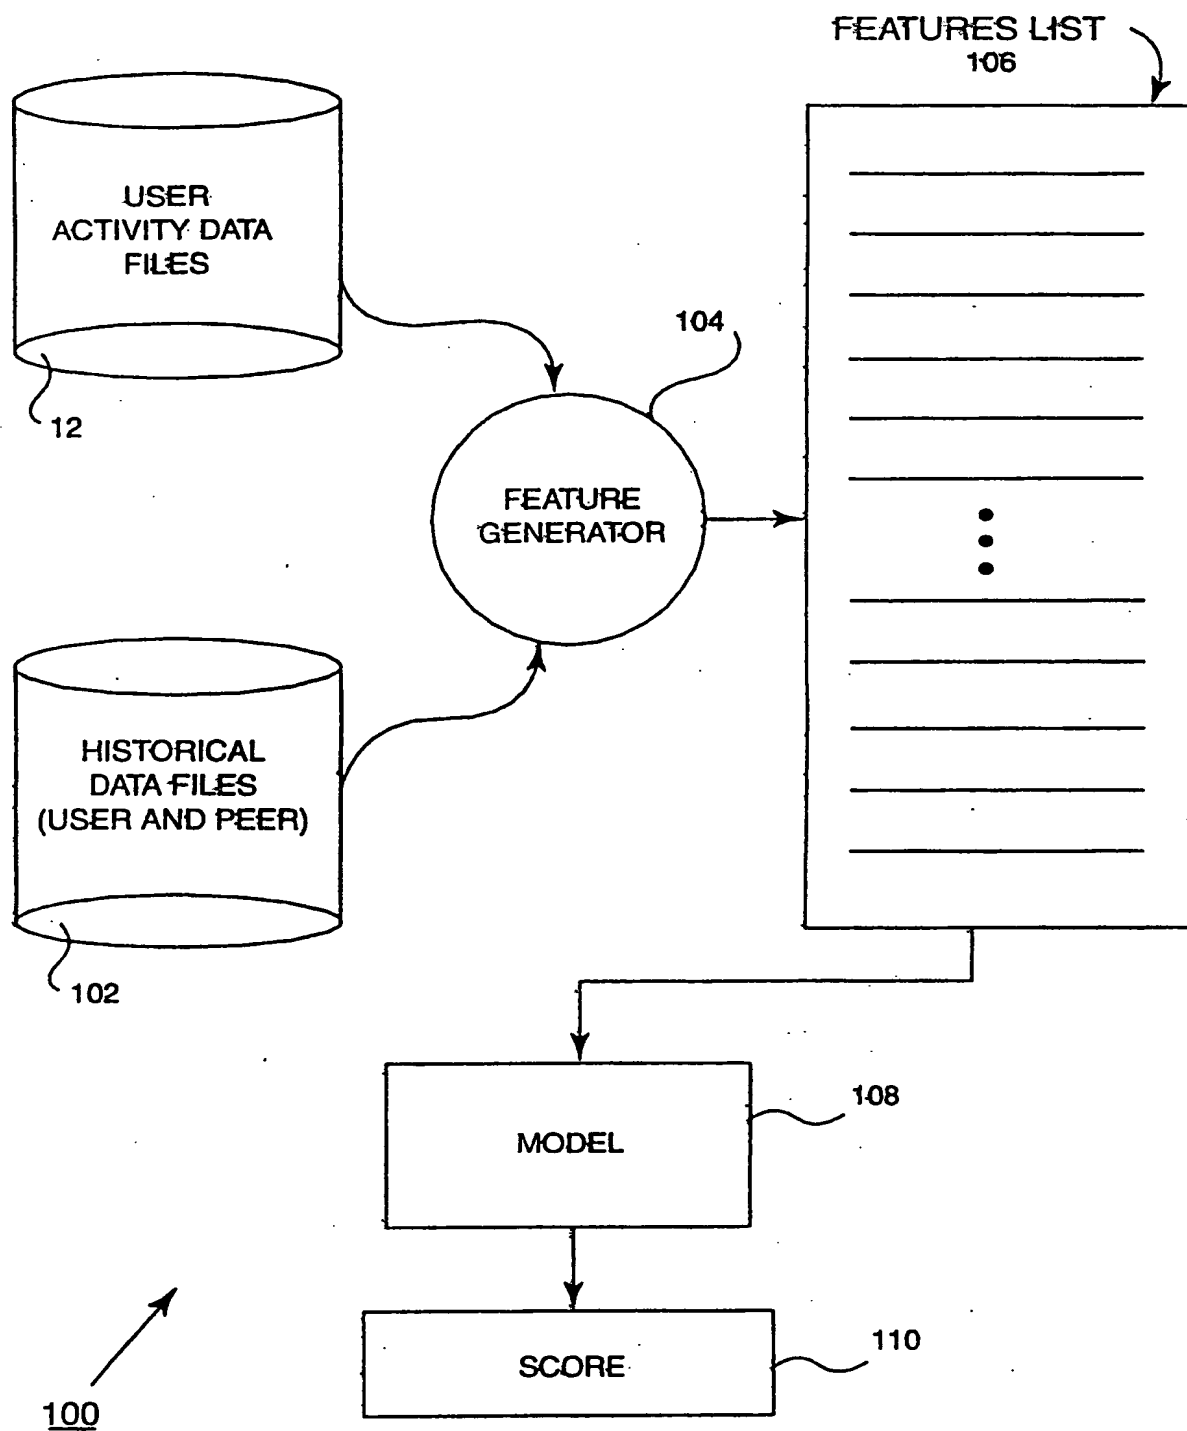 FEATURES LIST
106
USER
ACTIVITY DATA
FILES
12
104
FEATURE
GENERATOR
HISTORICAL
DATA FILES
(USER AND PEER)
102
MODEL
108
SCORE
110
100